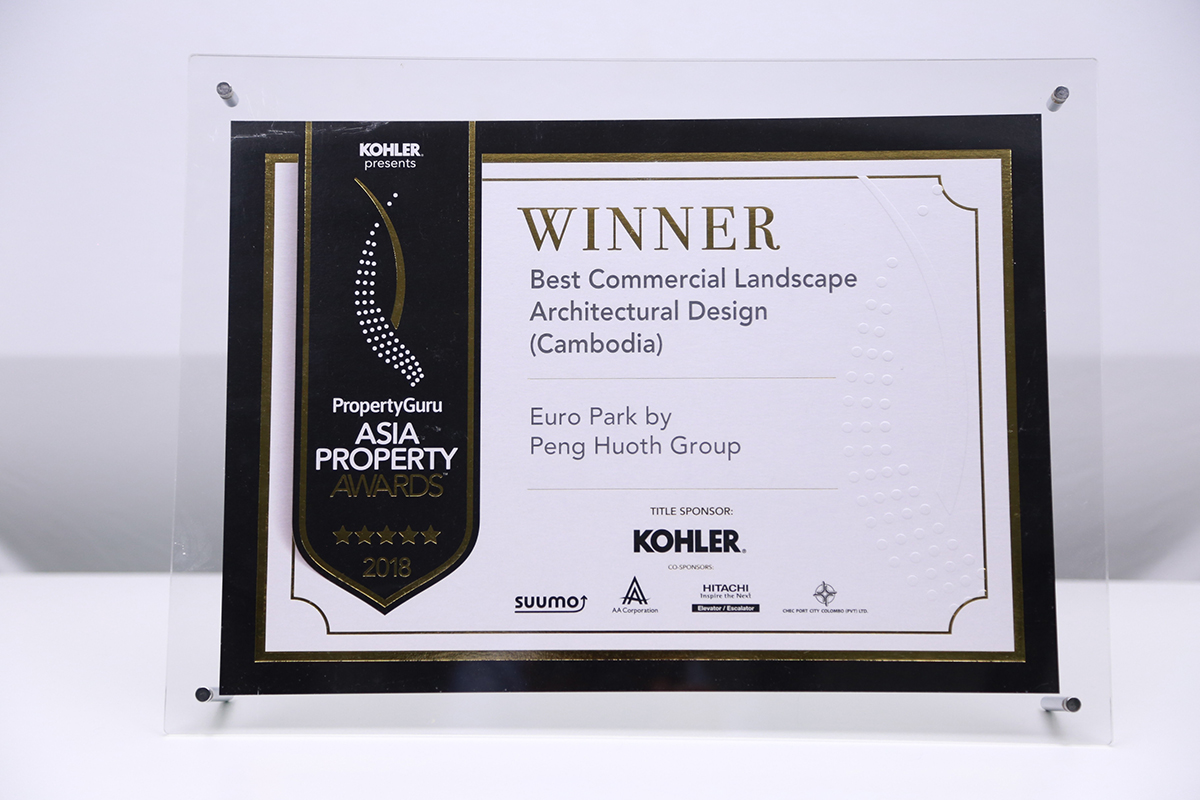 KOHLER
presents
PropertyGuru
ASIA
PROPERTY
AWARDS™
2018
WINNER
Best Commercial Landscape
Architectural Design
(Cambodia)
Euro Park by
Peng Huoth Group
TITLE SPONSOR:
KOHLER®
CO-SPONSORS:
SUUMO
AA Corporation
HITACHI
Inspire the Next
Elevator / Escalator
CHEC PORT CITY COLOMBO (PVT) LTD.